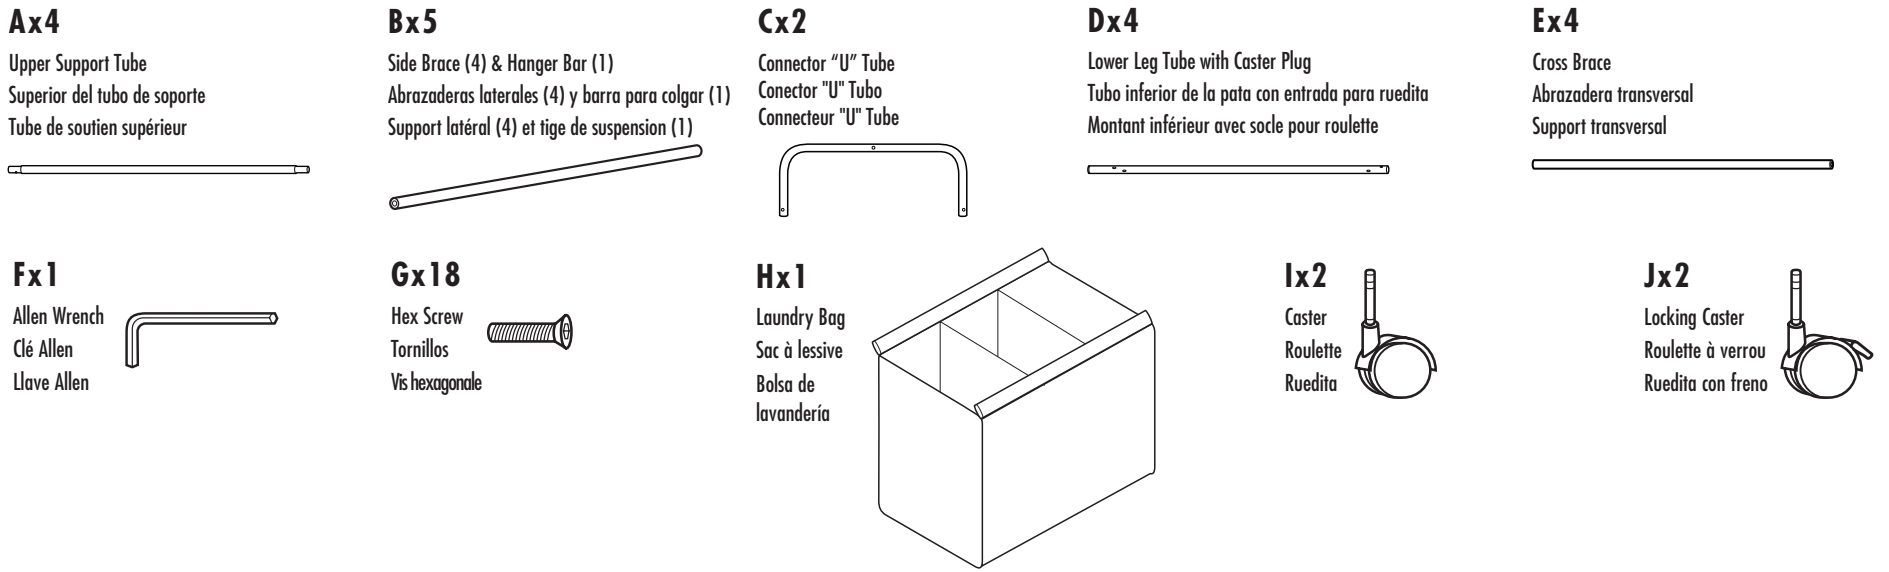 Ax4
Upper Support Tube
Superior del tubo de soporte
Tube de soutien supérieur
Bx5
Side Brace (4) & Hanger Bar (1)
Abrazaderas laterales (4) y barra para colgar (1)
Support latéral (4) et tige de suspension (1)
Cx2
Connector “U” Tube
Conector "U" Tubo
Connecteur "U" Tube
Dx4
Lower Leg Tube with Caster Plug
Tubo inferior de la pata con entrada para ruedita
Montant inférieur avec socle pour roulette
Ex4
Cross Brace
Abrazadera transversal
Support transversal
Fx1
Allen Wrench
Clé Allen
Llave Allen
Gx18
Hex Screw
Tornillos
Vis hexagonale
Hx1
Laundry Bag
Sac à lessive
Bolsa de
lavandería
Ix2
Caster
Roulette
Ruedita
Jx2
Locking Caster
Roulette à verrou
Ruedita con freno